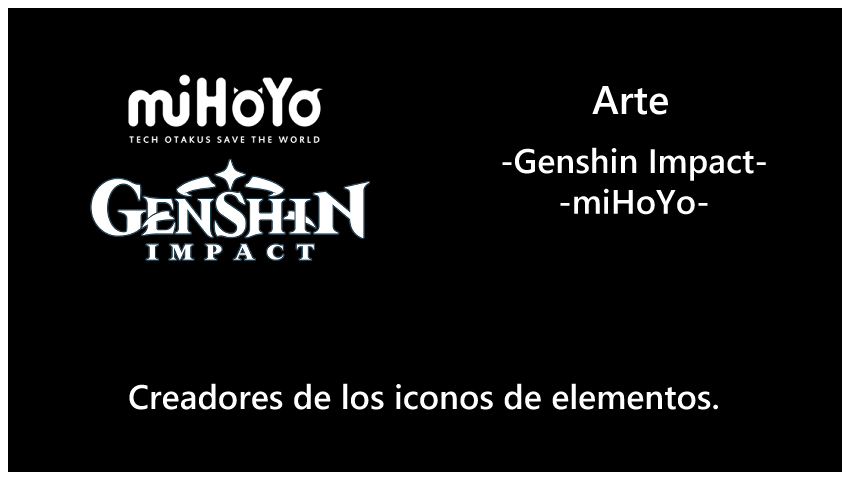 miHoYo
TECH OTAKUS SAVE THE WORLD
GENSHIN
IMPACT
Arte
-Genshin Impact-
-miHoYo-
Creadores de los iconos de elementos.